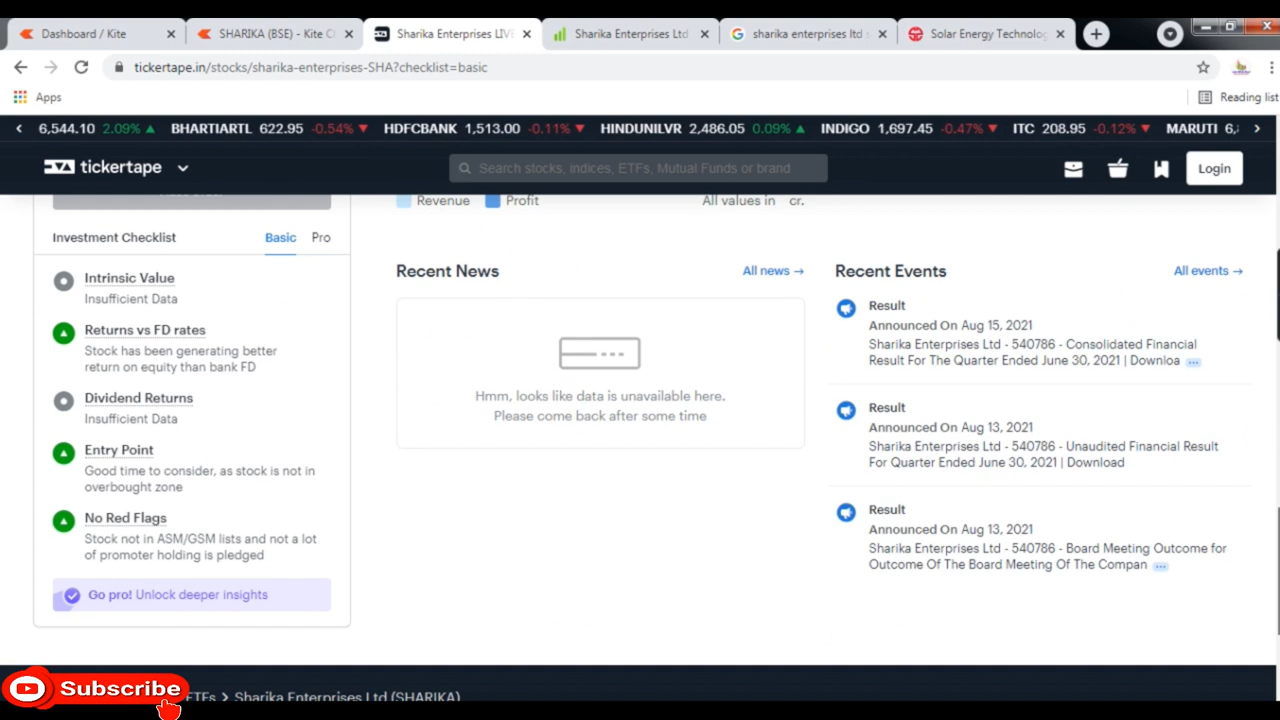 Dashboard / Kite
SHARIKA (BSE) - Kite C
Sharika Enterprises LIV
Sharika Enterprises Ltd
sharika enterprises ltd s
Solar Energy Technolog
tickertape.in/stocks/sharika-enterprises-SHA?checklist=basic
Apps
Reading list
6,544.10 2.09% BHARTIARTL 622.95 -0.54% HDFCBANK 1,513.00 -0.11% HINDUNILVR 2,486.05 0.09% INDIGO 1,697.45 -0.47% ITC 208.95 -0.12% MARUTI 6,
tickertape
Search stocks, indices, ETFs, Mutual Funds or brand
Login
Revenue Profit
All values in cr.
Investment Checklist
Basic Pro
Intrinsic Value
Insufficient Data
Returns vs FD rates
Stock has been generating better
return on equity than bank FD
Dividend Returns
Insufficient Data
Entry Point
Good time to consider, as stock is not in
overbought zone
No Red Flags
Stock not in ASM/GSM lists and not a lot
of promoter holding is pledged
Go pro! Unlock deeper insights
Recent News
All news →
Hmm, looks like data is unavailable here.
Please come back after some time
Recent Events
All events →
Result
Announced On Aug 15, 2021
Sharika Enterprises Ltd - 540786 - Consolidated Financial
Result For The Quarter Ended June 30, 2021 | Downloa ...
Result
Announced On Aug 13, 2021
Sharika Enterprises Ltd - 540786 - Unaudited Financial Result
For Quarter Ended June 30, 2021 | Download
Result
Announced On Aug 13, 2021
Sharika Enterprises Ltd - 540786 - Board Meeting Outcome for
Outcome Of The Board Meeting Of The Compan ...
Subscribe
ETFs > Sharika Enterprises Ltd (SHARIKA)